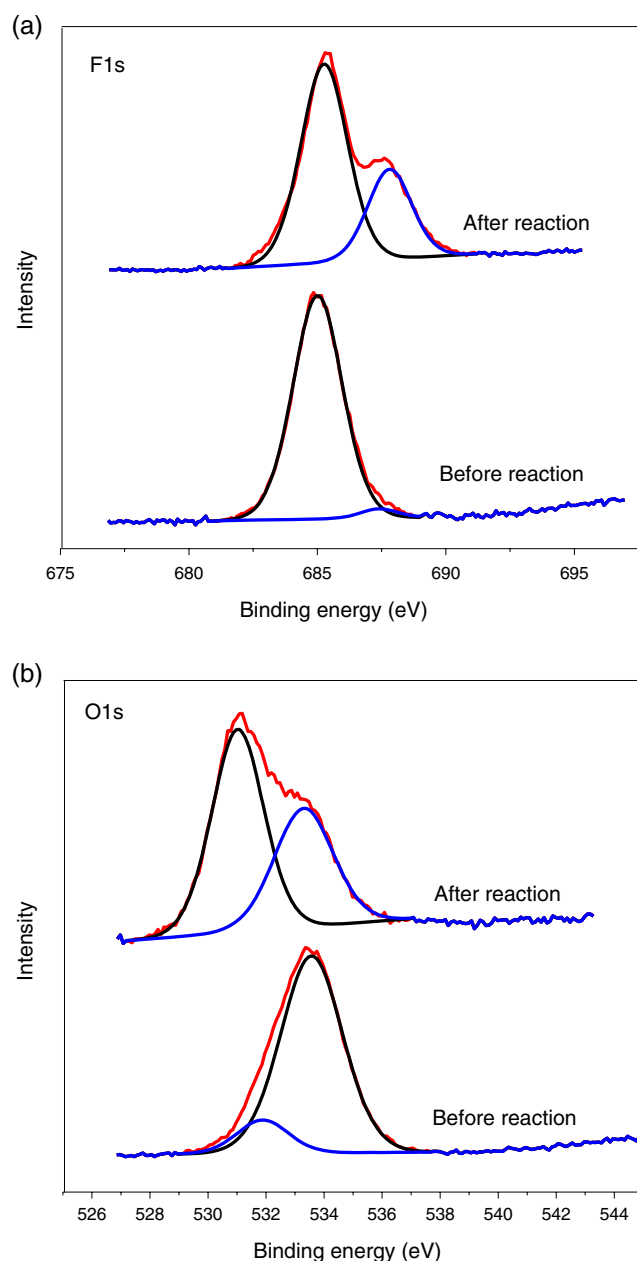 (a)
F1s
After reaction
Before reaction
Intensity
675 680 685 690 695
Binding energy (eV)
(b)
O1s
After reaction
Before reaction
Intensity
526 528 530 532 534 536 538 540 542 544
Binding energy (eV)